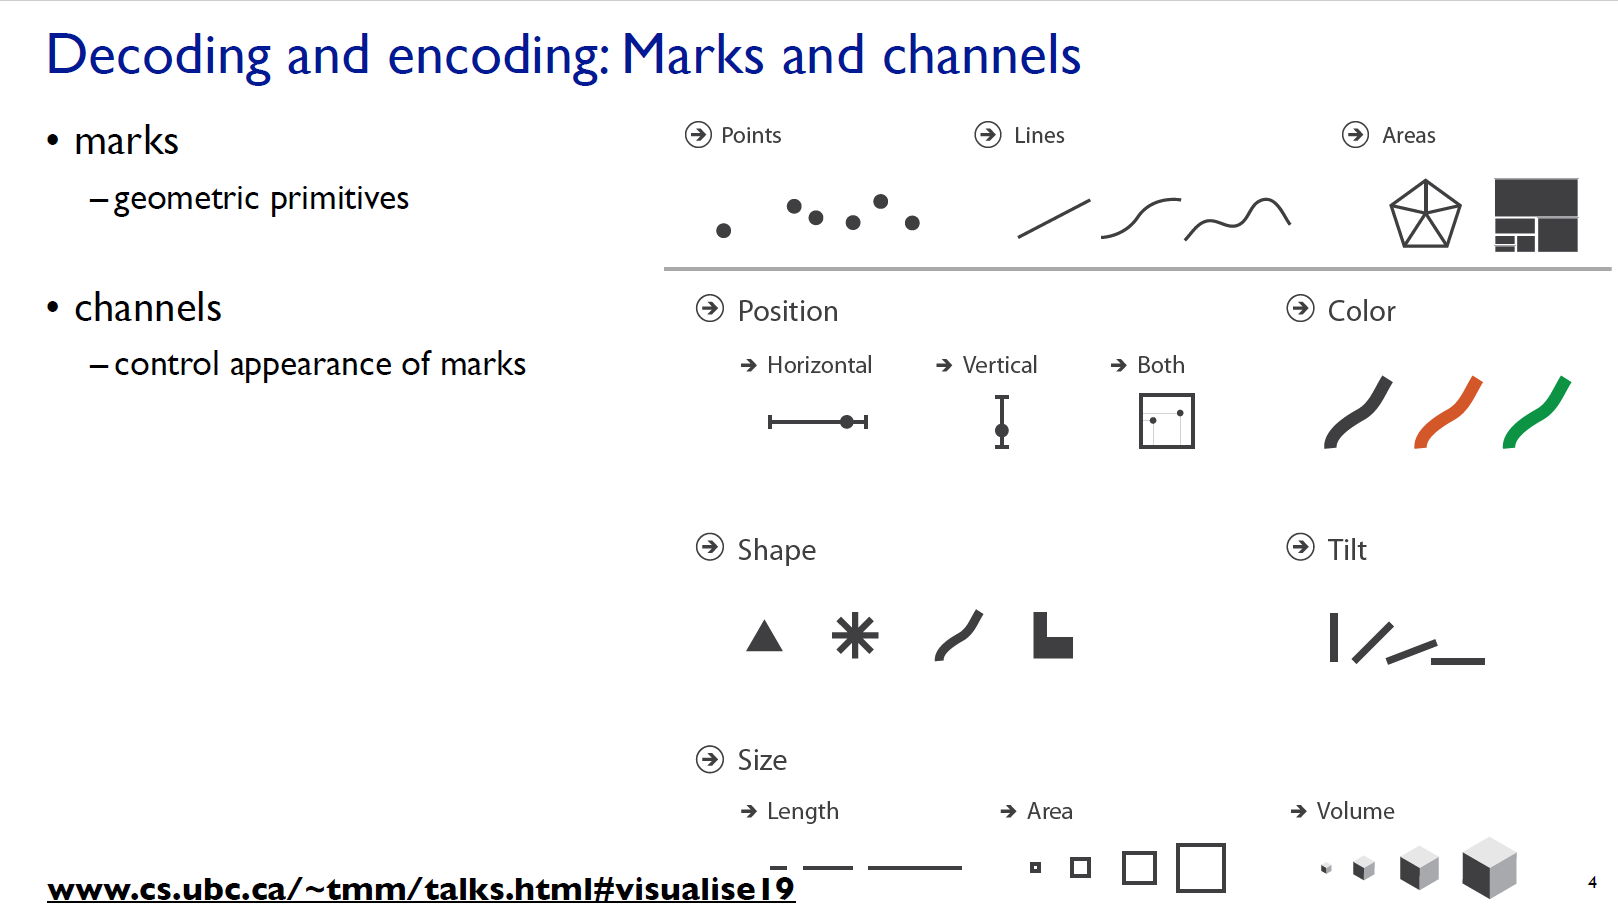 Decoding and encoding: Marks and channels
• marks
– geometric primitives
• channels
– control appearance of marks
Points
Lines
Areas
Position
Horizontal
Vertical
Both
Color
Shape
Tilt
Size
Length
Area
Volume
www.cs.ubc.ca/~tmm/talks.html#visualise19
4